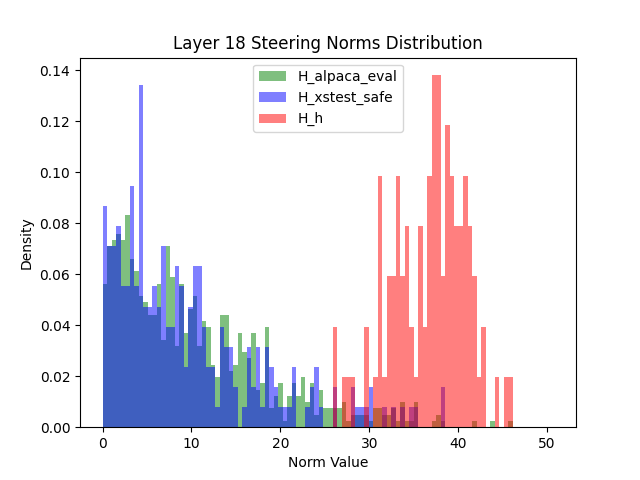 Layer 18 Steering Norms Distribution
H_alpaca_eval
H_xstest_safe
H_h
Density
0.14
0.12
0.10
0.08
0.06
0.04
0.02
0.00
0 10 20 30 40 50
Norm Value